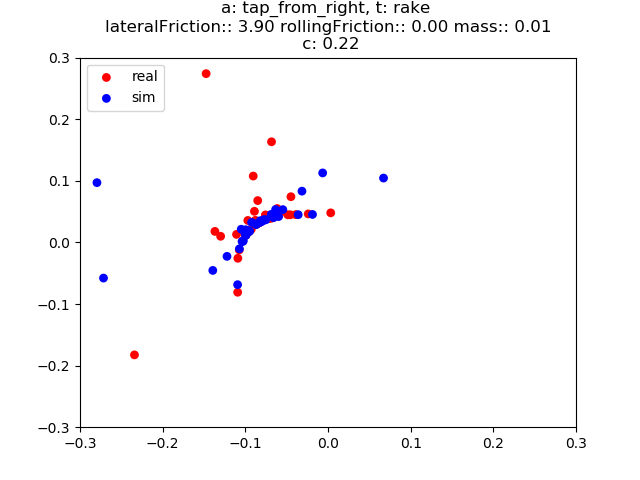 a: tap_from_right, t: rake
lateralFriction:: 3.90 rollingFriction:: 0.00 mass:: 0.01
c: 0.22
real
sim
0.3
0.2
0.1
0.0
−0.1
−0.2
−0.3
−0.3
−0.2
−0.1
0.0
0.1
0.2
0.3